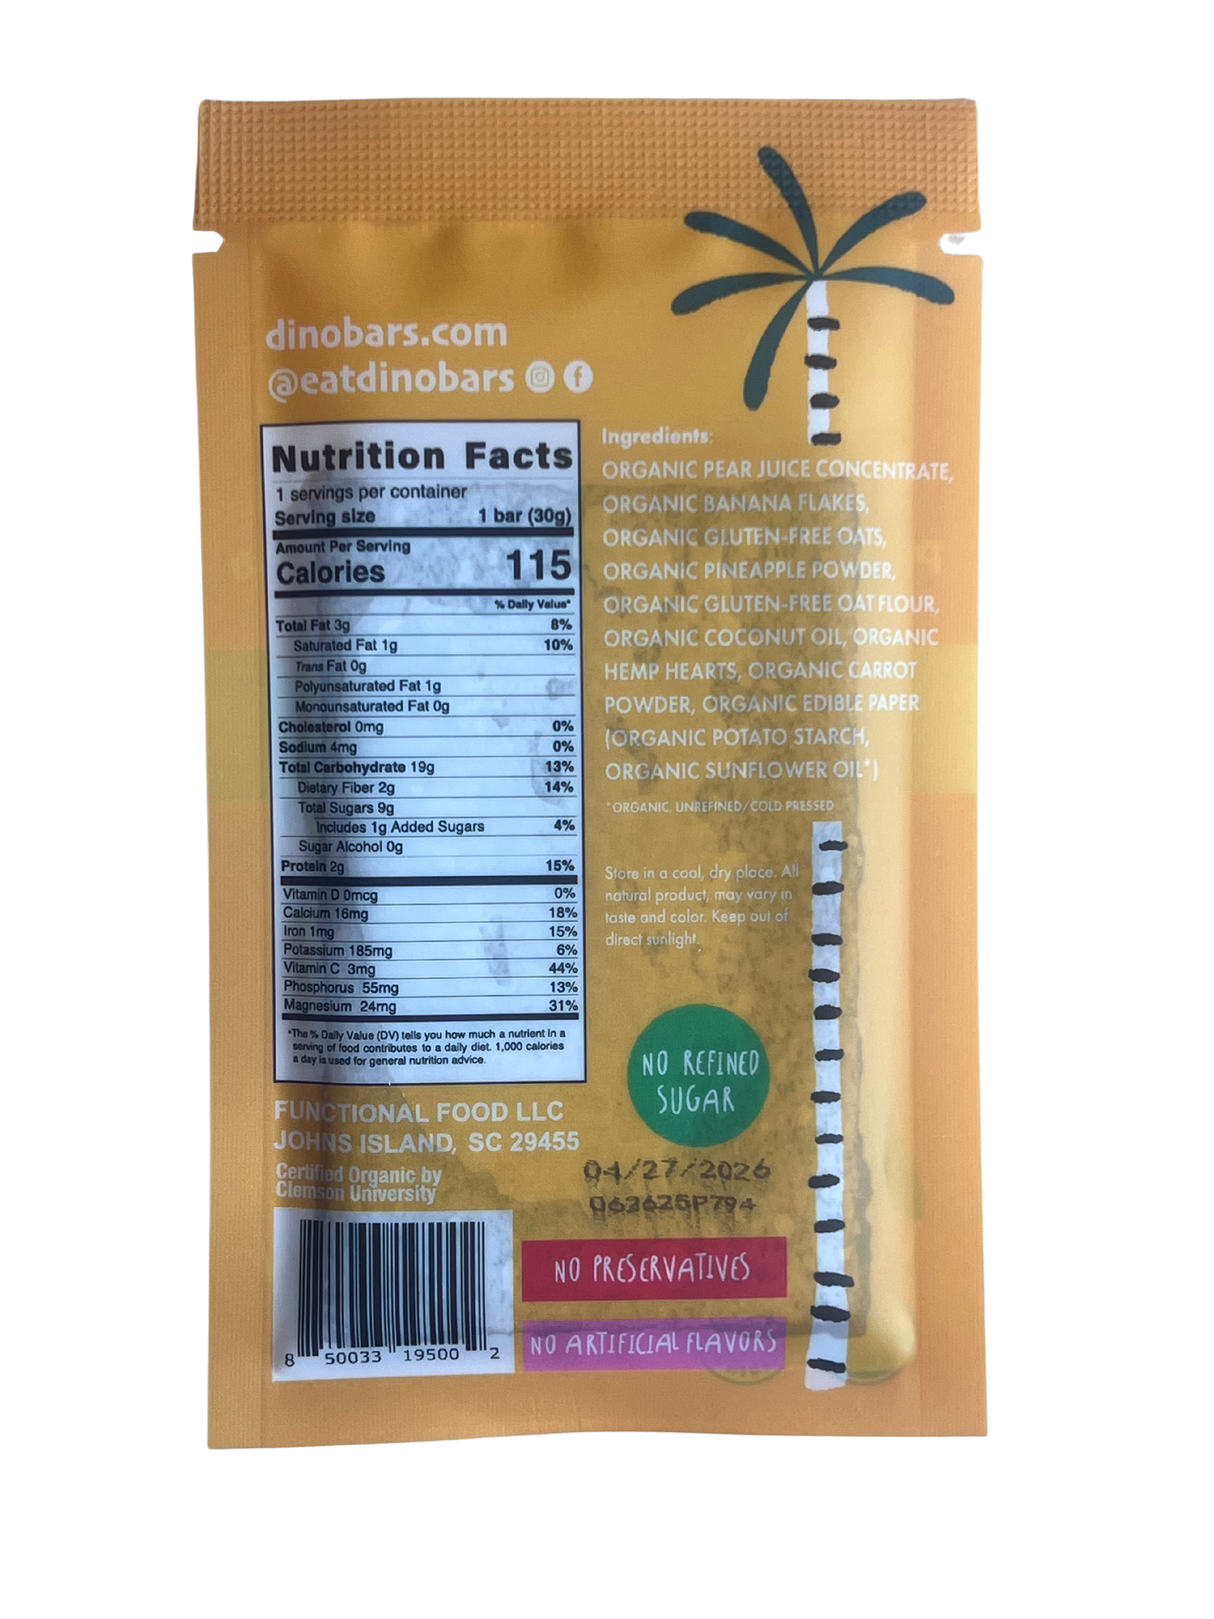 dinobars.com
@eatdinobars
Nutrition Facts
1 servings per container
Serving size 1 bar (30g)
Amount Per Serving
Calories 115
% Daily Value*
Total Fat 3g 8%
Saturated Fat 1g 10%
Trans Fat 0g
Polyunsaturated Fat 1g
Monounsaturated Fat 0g
Cholesterol 0mg 0%
Sodium 4mg 0%
Total Carbohydrate 19g 13%
Dietary Fiber 2g 14%
Total Sugars 9g
Includes 1g Added Sugars 4%
Sugar Alcohol 0g
Protein 2g 15%
Vitamin D 0mcg 0%
Calcium 16mg 18%
Iron 1mg 15%
Potassium 185mg 6%
Vitamin C 3mg 44%
Phosphorus 55mg 13%
Magnesium 24mg 31%
*The % Daily Value (DV) tells you how much a nutrient in a
serving of food contributes to a daily diet. 1,000 calories
a day is used for general nutrition advice.
FUNCTIONAL FOOD LLC
JOHNS ISLAND, SC 29455
Certified Organic by
Clemson University
8 50033 19500 2
Ingredients:
ORGANIC PEAR JUICE CONCENTRATE,
ORGANIC BANANA FLAKES,
ORGANIC GLUTEN-FREE OATS,
ORGANIC PINEAPPLE POWDER,
ORGANIC GLUTEN-FREE OAT FLOUR,
ORGANIC COCONUT OIL, ORGANIC
HEMP HEARTS, ORGANIC CARROT
POWDER, ORGANIC EDIBLE PAPER
(ORGANIC POTATO STARCH,
ORGANIC SUNFLOWER OIL*)
*ORGANIC, UNREFINED/COLD PRESSED
Store in a cool, dry place. All
natural product, may vary in
taste and color. Keep out of
direct sunlight.
NO REFINED
SUGAR
04/27/2026
NO PRESERVATIVES
NO ARTIFICIAL FLAVORS